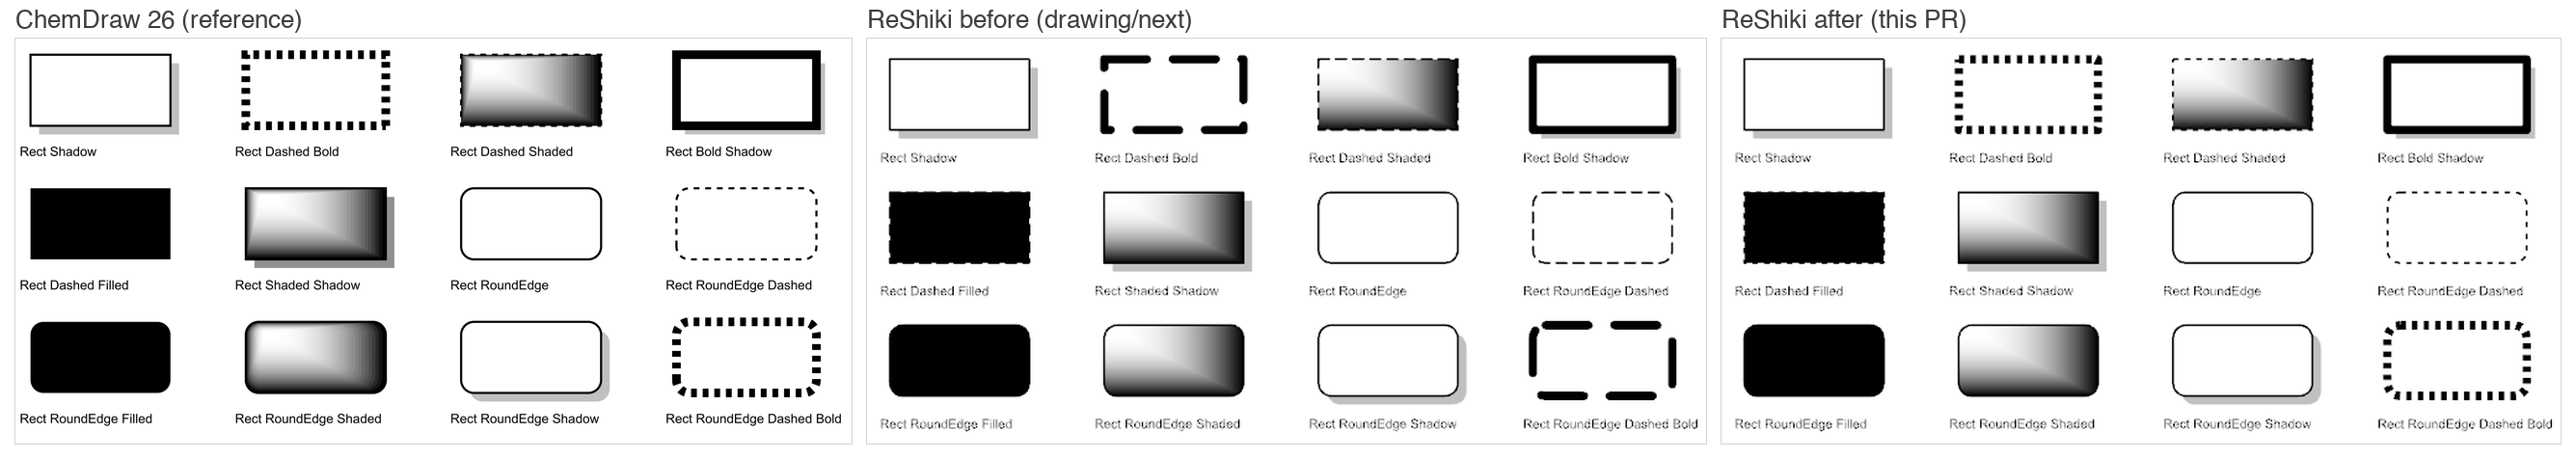 ChemDraw 26 (reference)
Rect Shadow
Rect Dashed Bold
Rect Dashed Shaded
Rect Bold Shadow
Rect Dashed Filled
Rect Shaded Shadow
Rect RoundEdge
Rect RoundEdge Dashed
Rect RoundEdge Filled
Rect RoundEdge Shaded
Rect RoundEdge Shadow
Rect RoundEdge Dashed Bold
ReShiki before (drawing/next)
Rect Shadow
Rect Dashed Bold
Rect Dashed Shaded
Rect Bold Shadow
Rect Dashed Filled
Rect Shaded Shadow
Rect RoundEdge
Rect RoundEdge Dashed
Rect RoundEdge Filled
Rect RoundEdge Shaded
Rect RoundEdge Shadow
Rect RoundEdge Dashed Bold
ReShiki after (this PR)
Rect Shadow
Rect Dashed Bold
Rect Dashed Shaded
Rect Bold Shadow
Rect Dashed Filled
Rect Shaded Shadow
Rect RoundEdge
Rect RoundEdge Dashed
Rect RoundEdge Filled
Rect RoundEdge Shaded
Rect RoundEdge Shadow
Rect RoundEdge Dashed Bold